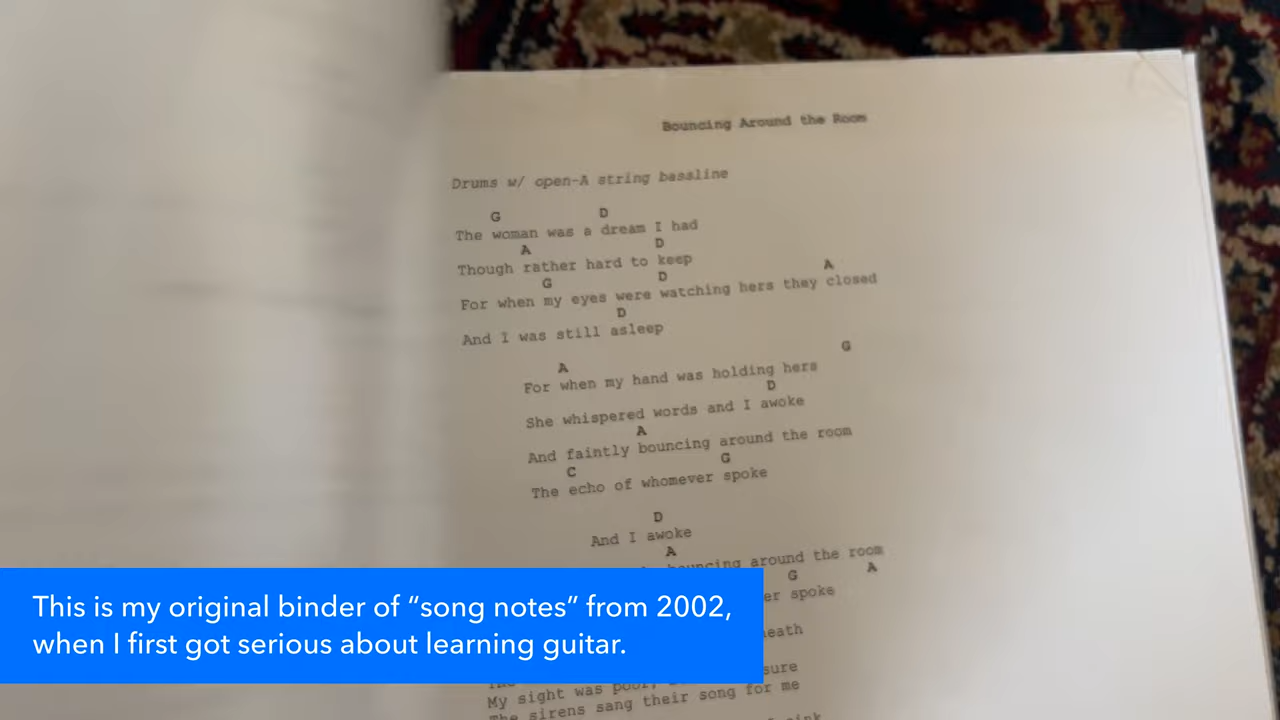 Bouncing Around the Room
Drums w/ open-A string bassline
G D
The woman was a dream I had
A D
Though rather hard to keep
G D A
For when my eyes were watching hers they closed
D
And I was still asleep
A G
For when my hand was holding hers
D
She whispered words and I awoke
A
And faintly bouncing around the room
C G
The echo of whomever spoke
D
And I awoke
A
bouncing around the room
G A
spoke
My sight was poor,
sure
The sirens sang their song for me
This is my original binder of “song notes” from 2002,
when I first got serious about learning guitar.